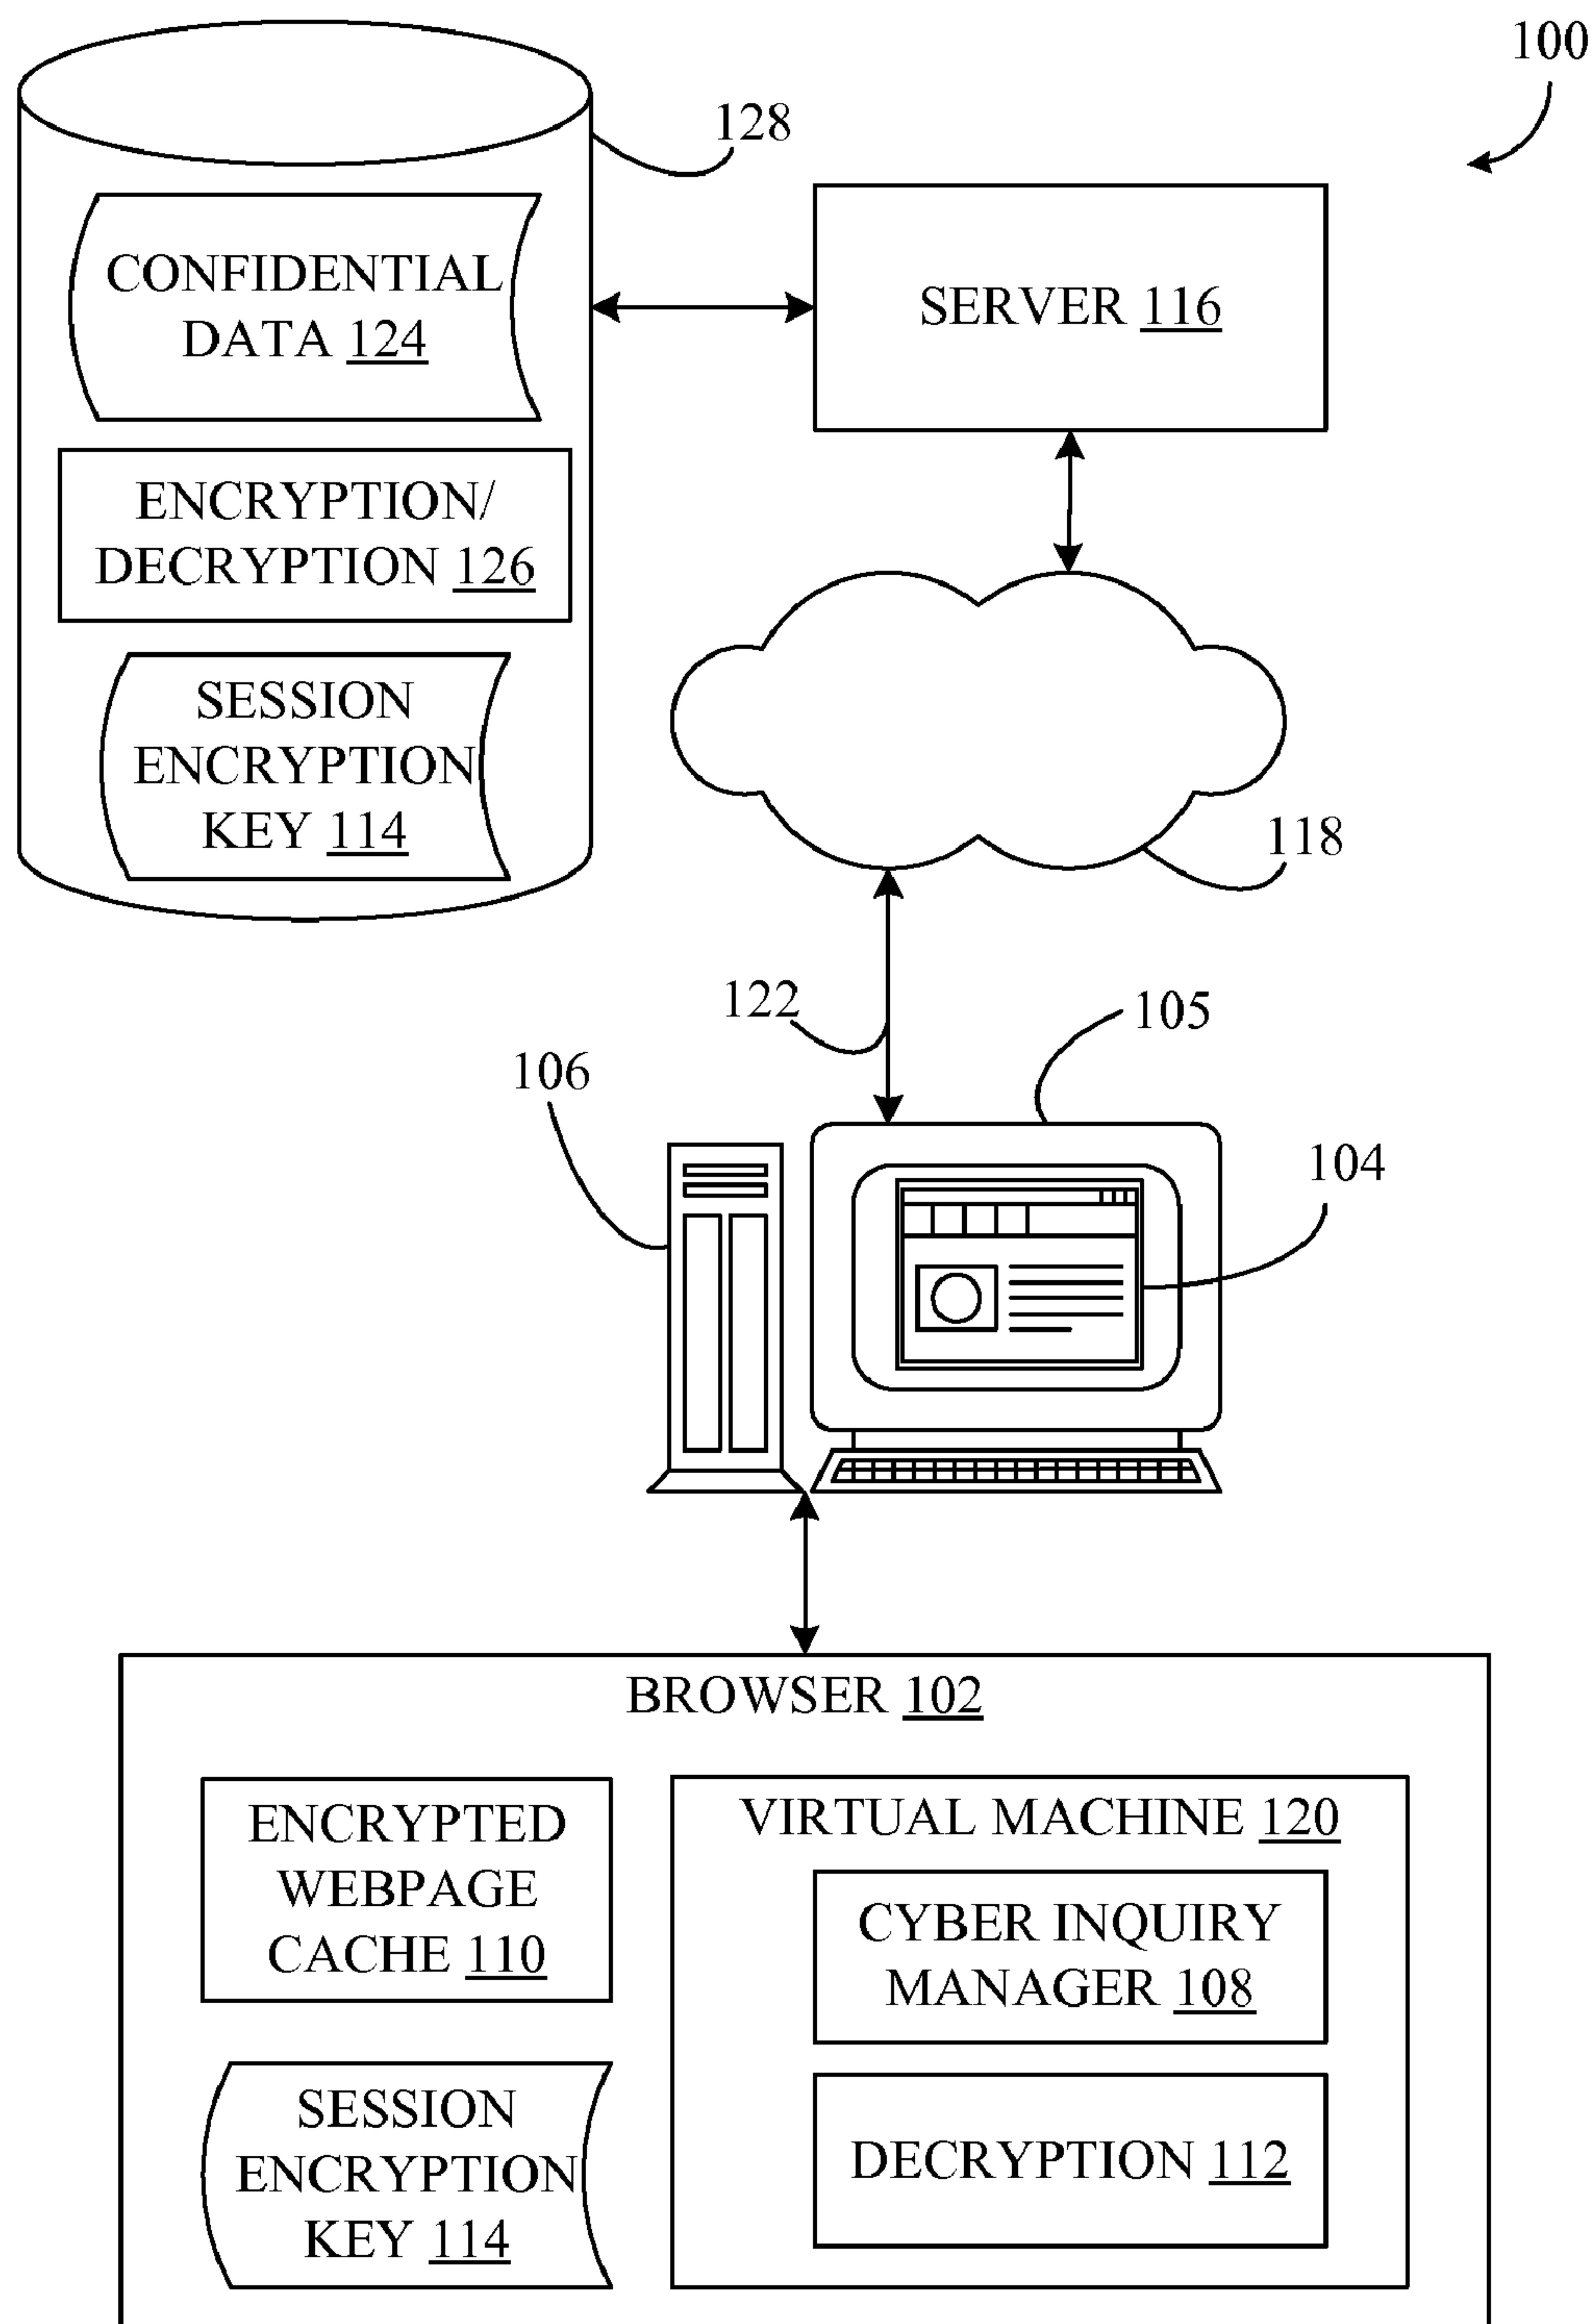 100
128
CONFIDENTIAL
DATA 124
SERVER 116
ENCRYPTION/
DECRYPTION 126
SESSION
ENCRYPTION
KEY 114
118
122
105
106
104
BROWSER 102
ENCRYPTED
WEBPAGE
CACHE 110
VIRTUAL MACHINE 120
CYBER INQUIRY
MANAGER 108
SESSION
ENCRYPTION
KEY 114
DECRYPTION 112